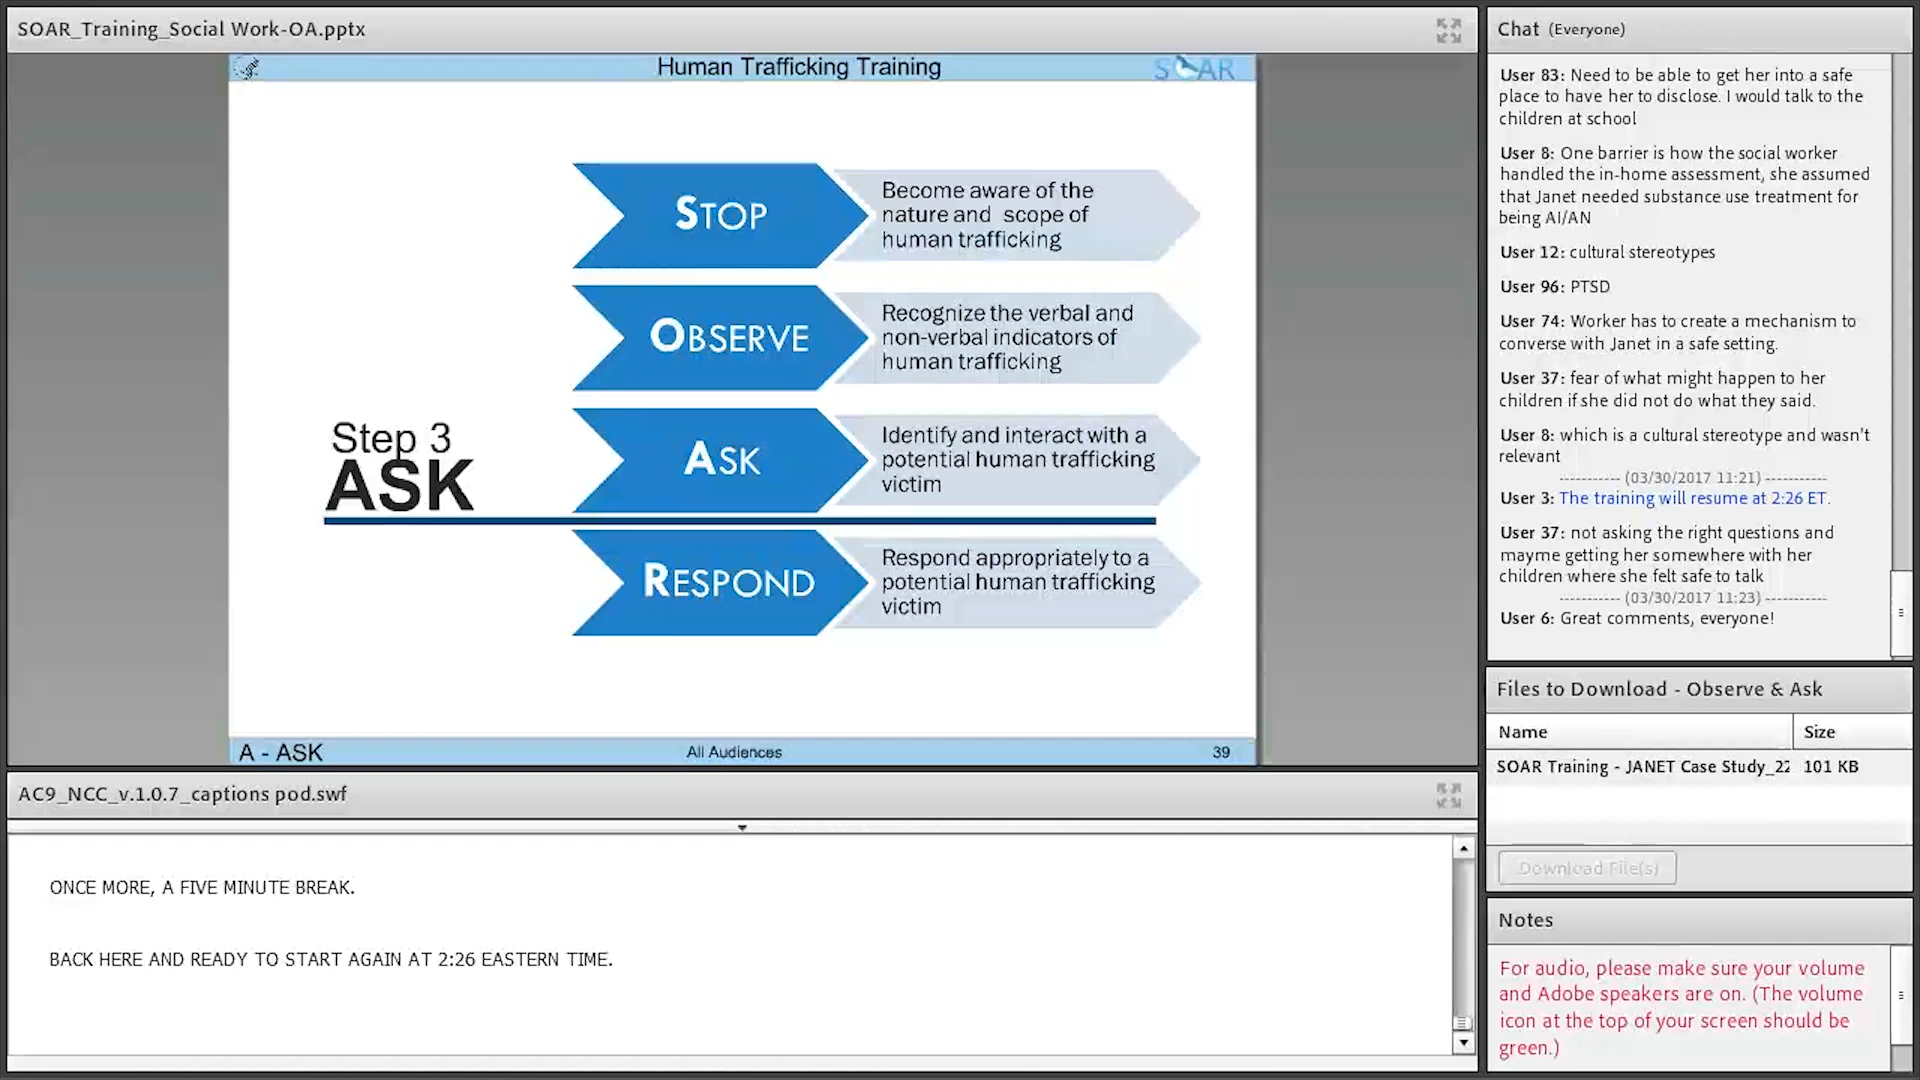 SOAR_Training_Social Work-OA.pptx
Human Trafficking Training
SOAR
STOP
Become aware of the
nature and scope of
human trafficking
OBSERVE
Recognize the verbal and
non-verbal indicators of
human trafficking
Step 3
ASK
ASK
Identify and interact with a
potential human trafficking
victim
RESPOND
Respond appropriately to a
potential human trafficking
victim
A - ASK
All Audiences
39
AC9_NCC_v.1.0.7_captions pod.swf
ONCE MORE, A FIVE MINUTE BREAK.
BACK HERE AND READY TO START AGAIN AT 2:26 EASTERN TIME.
Chat (Everyone)
User 83: Need to be able to get her into a safe
place to have her to disclose. I would talk to the
children at school
User 8: One barrier is how the social worker
handled the in-home assessment, she assumed
that Janet needed substance use treatment for
being AI/AN
User 12: cultural stereotypes
User 96: PTSD
User 74: Worker has to create a mechanism to
converse with Janet in a safe setting.
User 37: fear of what might happen to her
children if she did not do what they said.
User 8: which is a cultural stereotype and wasn't
relevant
----------- (03/30/2017 11:21) -----------
User 3: The training will resume at 2:26 ET.
User 37: not asking the right questions and
mayme getting her somewhere with her
children where she felt safe to talk
----------- (03/30/2017 11:23) -----------
User 6: Great comments, everyone!
Files to Download - Observe & Ask
Name Size
SOAR Training - JANET Case Study_22 101 KB
Download File(s)
Notes
For audio, please make sure your volume
and Adobe speakers are on. (The volume
icon at the top of your screen should be
green.)